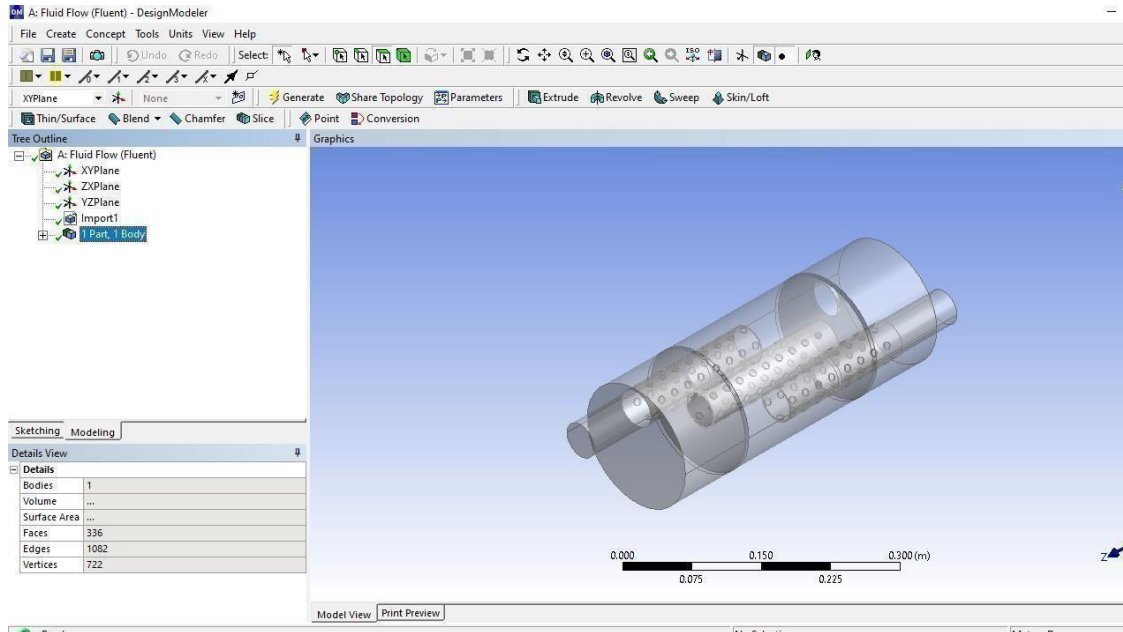 DM A: Fluid Flow (Fluent) - DesignModeler
File Create Concept Tools Units View Help
Undo Redo Select:
XYPlane None Generate Share Topology Parameters Extrude Revolve Sweep Skin/Loft
Thin/Surface Blend Chamfer Slice Point Conversion
Tree Outline
A: Fluid Flow (Fluent)
XYPlane
ZXPlane
YZPlane
Import1
1 Part, 1 Body
Sketching Modeling
Details View
Details
Bodies 1
Volume ...
Surface Area ...
Faces 336
Edges 1082
Vertices 722
Graphics
0.000 0.150 0.300 (m)
0.075 0.225
Z
Model View Print Preview